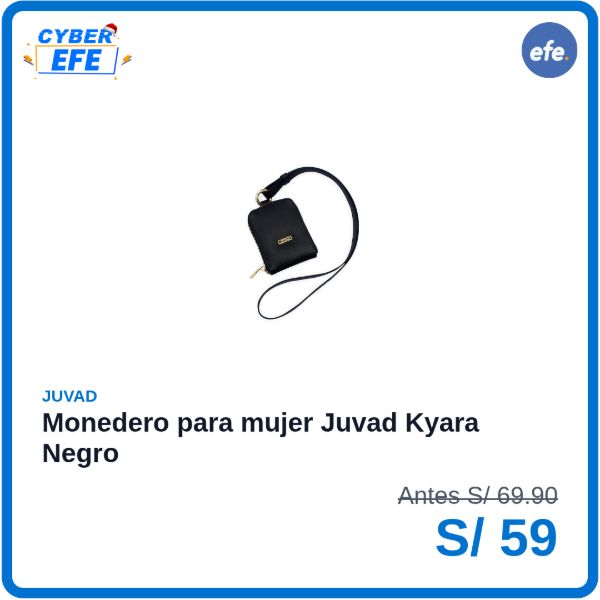 CYBER
EFE
efe.
JUVAD
Monedero para mujer Juvad Kyara
Negro
Antes S/ 69.90
S/ 59